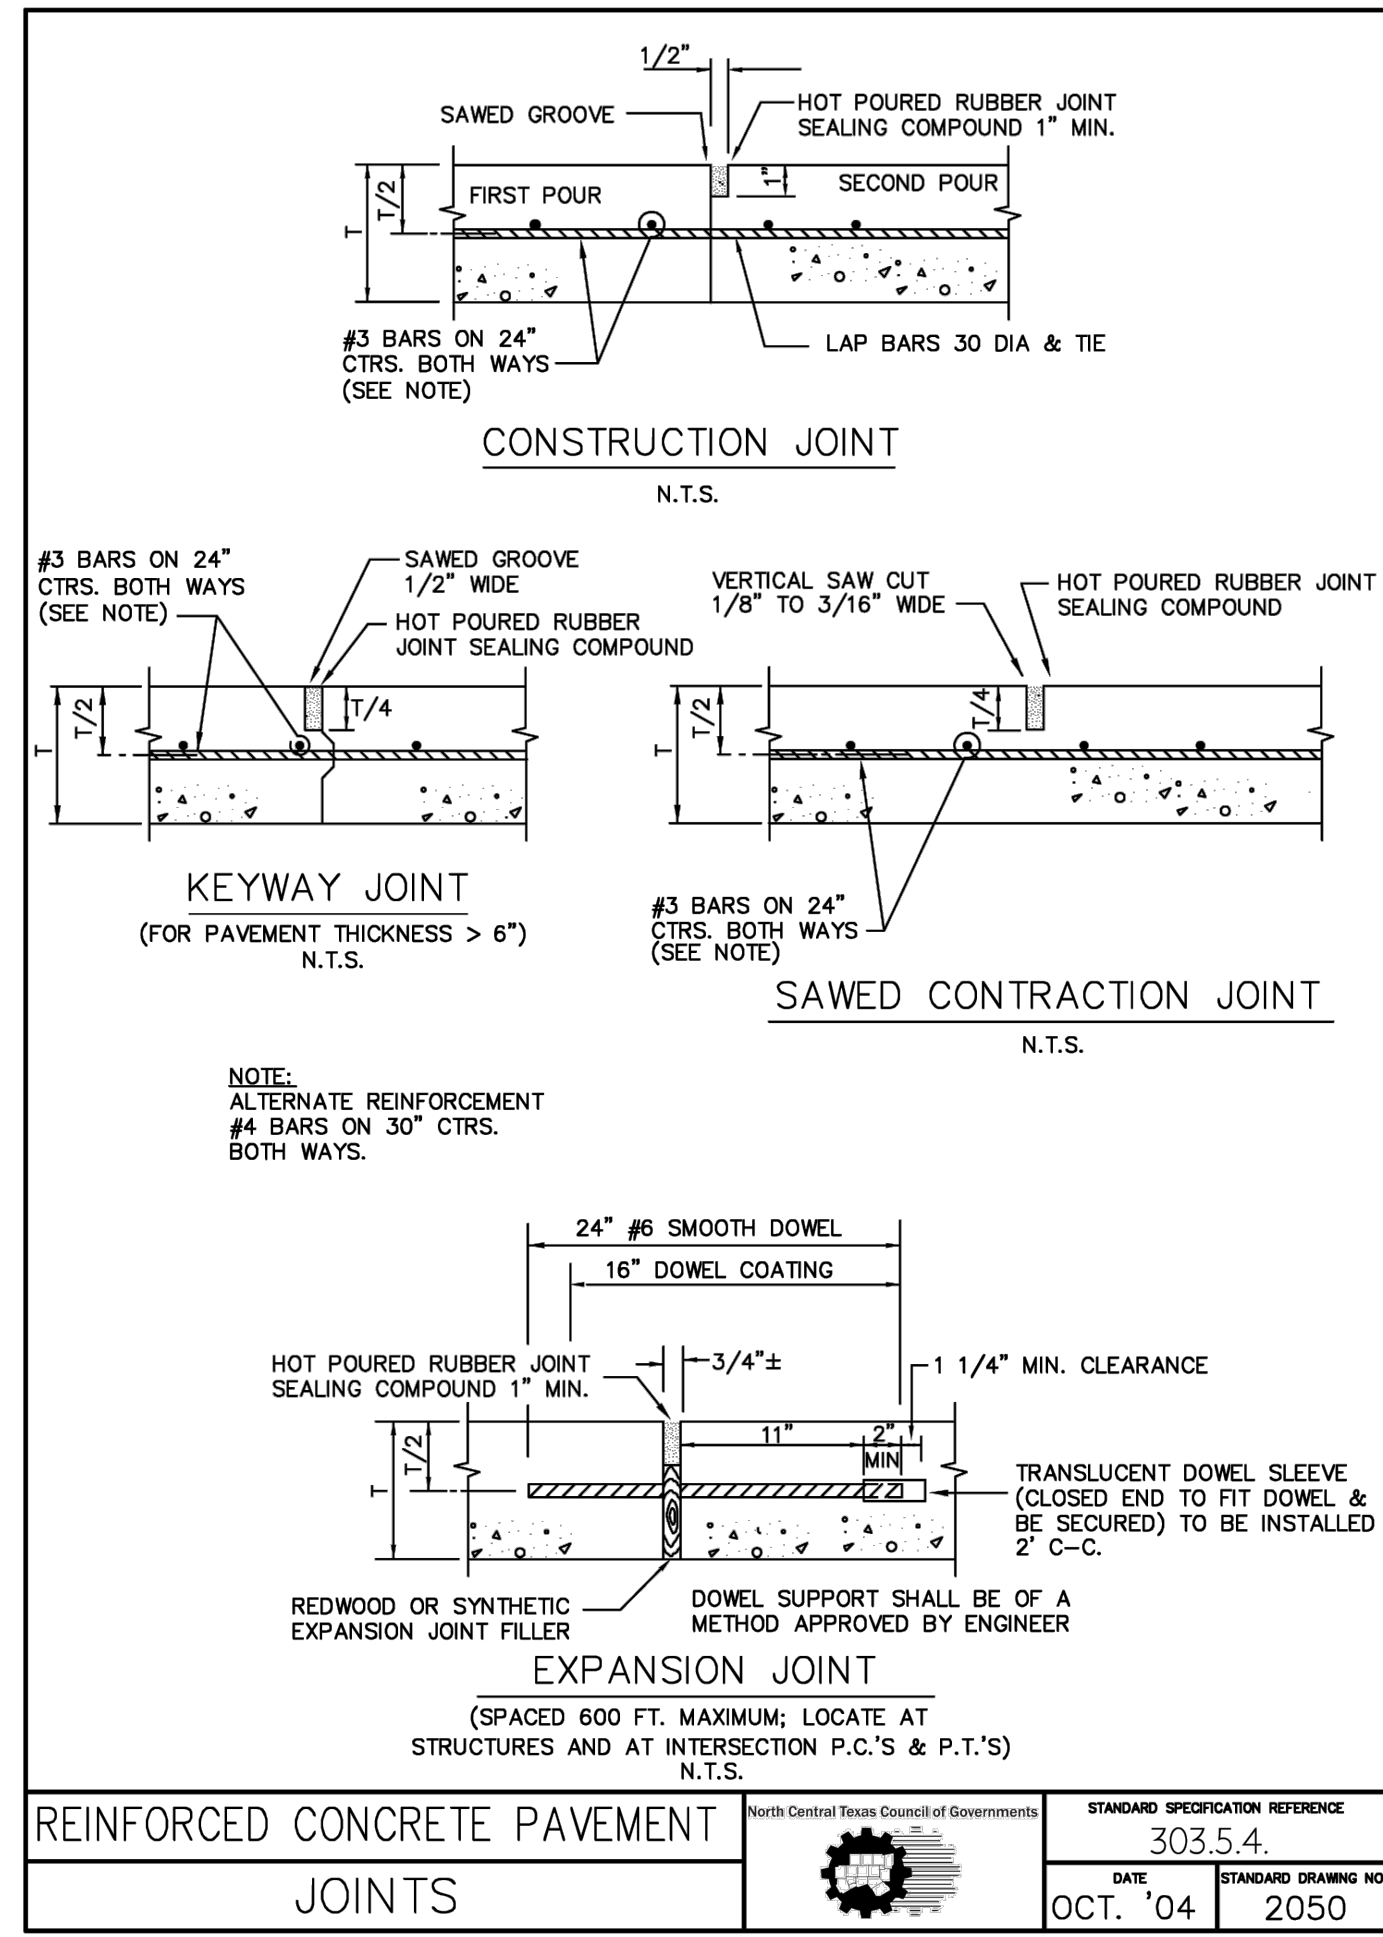 1/2"
SAWED GROOVE
HOT POURED RUBBER JOINT
SEALING COMPOUND 1" MIN.
FIRST POUR
1"
SECOND POUR
T/2
T
#3 BARS ON 24"
CTRS. BOTH WAYS
(SEE NOTE)
LAP BARS 30 DIA & TIE
CONSTRUCTION JOINT
N.T.S.
#3 BARS ON 24"
CTRS. BOTH WAYS
(SEE NOTE)
SAWED GROOVE
1/2" WIDE
HOT POURED RUBBER
JOINT SEALING COMPOUND
T/4
T/2
T
KEYWAY JOINT
(FOR PAVEMENT THICKNESS > 6")
N.T.S.
VERTICAL SAW CUT
1/8" TO 3/16" WIDE
HOT POURED RUBBER JOINT
SEALING COMPOUND
T/4
T/2
T
#3 BARS ON 24"
CTRS. BOTH WAYS
(SEE NOTE)
SAWED CONTRACTION JOINT
N.T.S.
NOTE:
ALTERNATE REINFORCEMENT
#4 BARS ON 30" CTRS.
BOTH WAYS.
24" #6 SMOOTH DOWEL
16" DOWEL COATING
HOT POURED RUBBER JOINT
SEALING COMPOUND 1" MIN.
3/4"±
1 1/4" MIN. CLEARANCE
11"
2"
MIN
T/2
T
TRANSLUCENT DOWEL SLEEVE
(CLOSED END TO FIT DOWEL &
BE SECURED) TO BE INSTALLED
2' C-C.
REDWOOD OR SYNTHETIC
EXPANSION JOINT FILLER
DOWEL SUPPORT SHALL BE OF A
METHOD APPROVED BY ENGINEER
EXPANSION JOINT
(SPACED 600 FT. MAXIMUM; LOCATE AT
STRUCTURES AND AT INTERSECTION P.C.'S & P.T.'S)
N.T.S.
REINFORCED CONCRETE PAVEMENT
JOINTS
North Central Texas Council of Governments
STANDARD SPECIFICATION REFERENCE
303.5.4.
DATE
OCT. '04
STANDARD DRAWING NO
2050